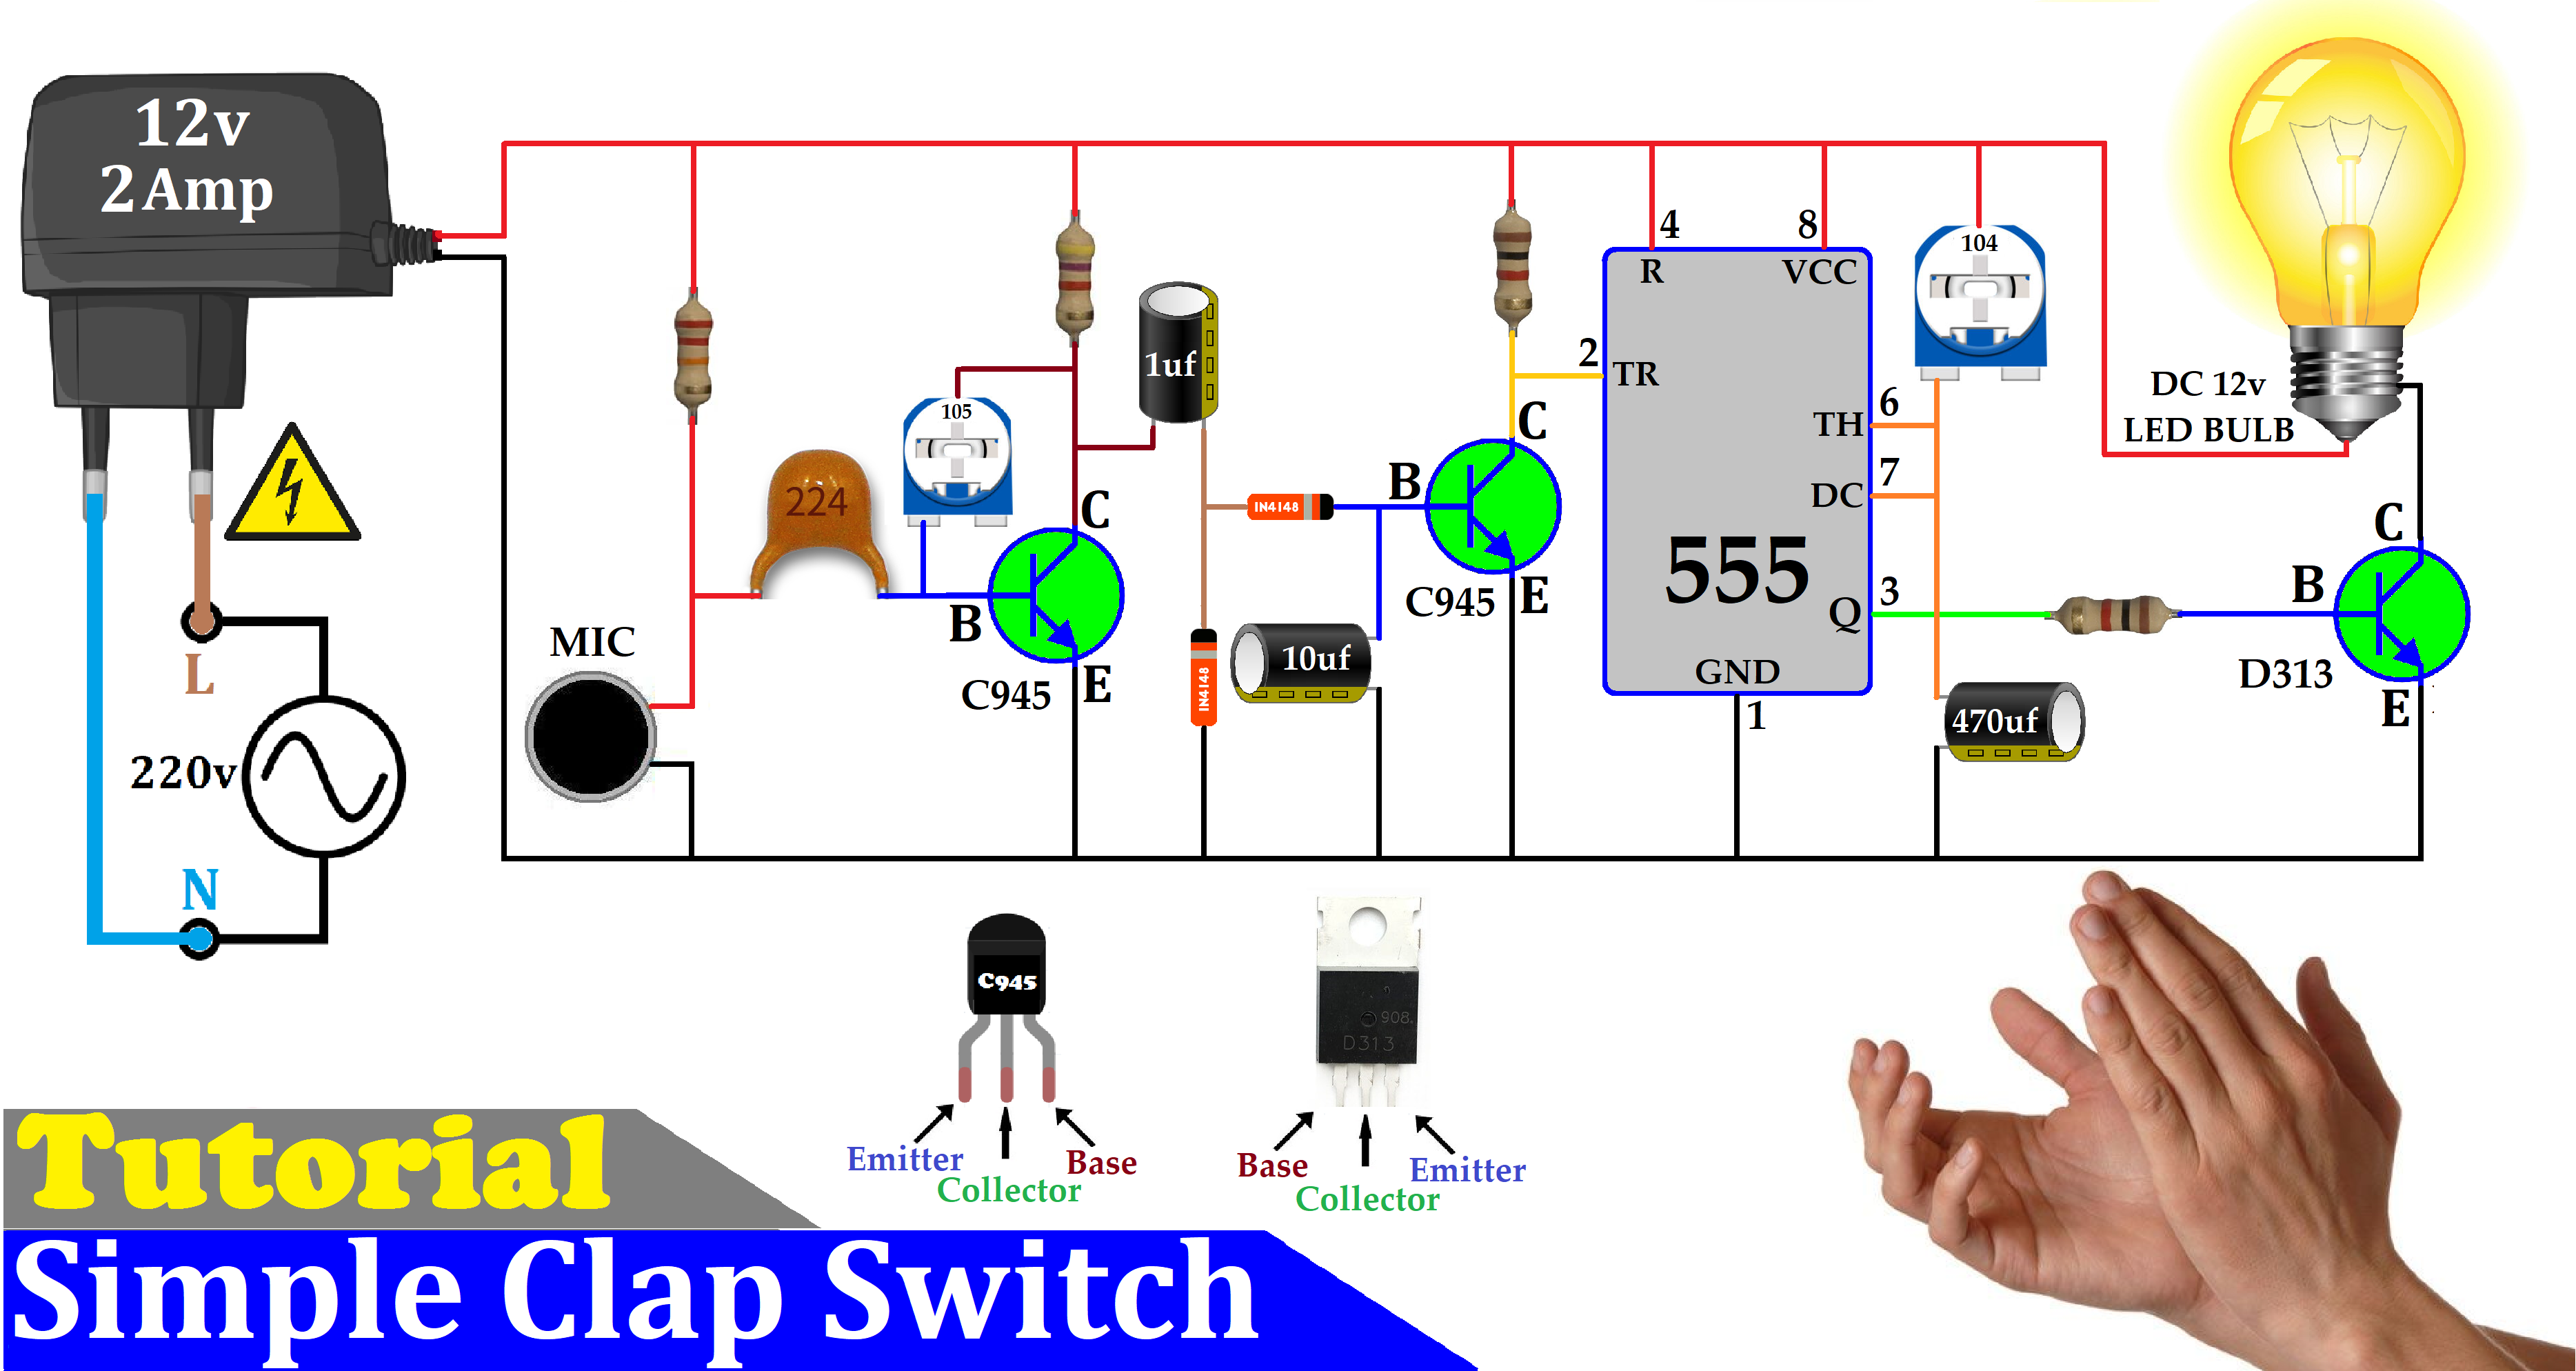 12v
2 Amp
L
220v
N
MIC
224
105
B
C
E
C945
1uf
IN4148
IN4148
10uf
B
C
E
C945
4
R
8
VCC
2
TR
6
TH
7
DC
555
3
Q
GND
1
104
470uf
DC 12v
LED BULB
C
B
E
D313
C945
Emitter
Collector
Base
908.
D313
Base
Collector
Emitter
Tutorial
Simple Clap Switch